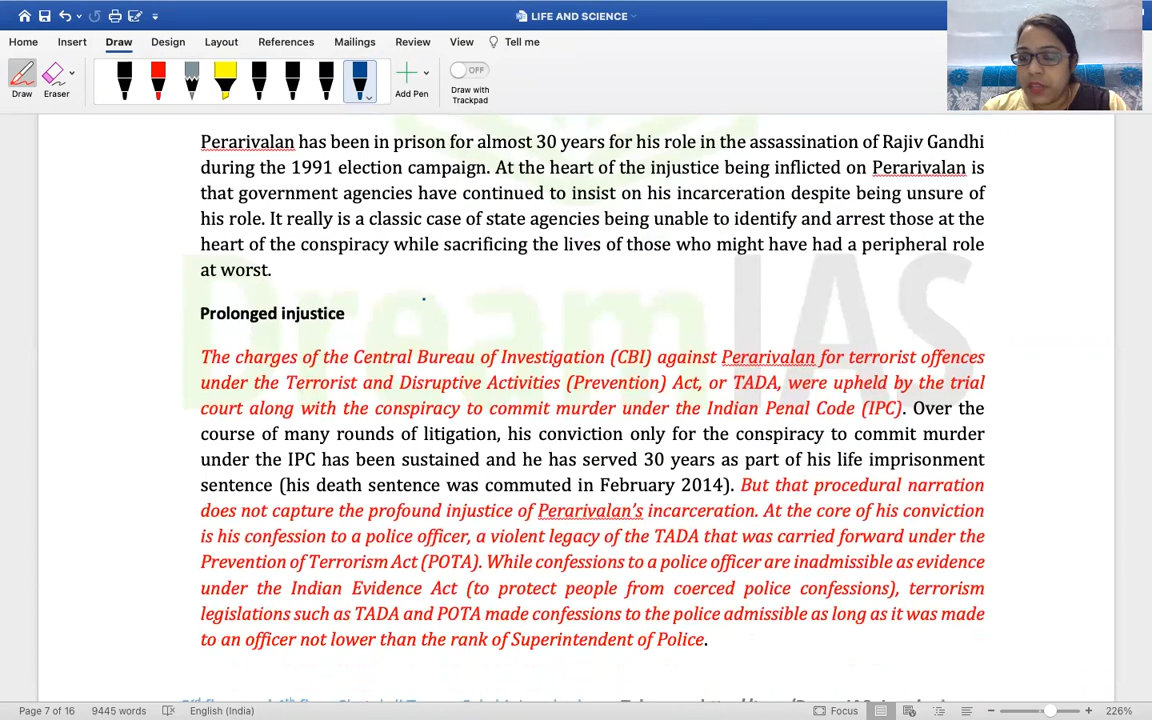 LIFE AND SCIENCE
Home Insert Draw Design Layout References Mailings Review View Tell me
OFF
Draw Eraser Add Pen Draw with
Trackpad
Perarivalan has been in prison for almost 30 years for his role in the assassination of Rajiv Gandhi
during the 1991 election campaign. At the heart of the injustice being inflicted on Perarivalan is
that government agencies have continued to insist on his incarceration despite being unsure of
his role. It really is a classic case of state agencies being unable to identify and arrest those at the
heart of the conspiracy while sacrificing the lives of those who might have had a peripheral role
at worst.
Dream IAS
Prolonged injustice
The charges of the Central Bureau of Investigation (CBI) against Perarivalan for terrorist offences
under the Terrorist and Disruptive Activities (Prevention) Act, or TADA, were upheld by the trial
court along with the conspiracy to commit murder under the Indian Penal Code (IPC). Over the
course of many rounds of litigation, his conviction only for the conspiracy to commit murder
under the IPC has been sustained and he has served 30 years as part of his life imprisonment
sentence (his death sentence was commuted in February 2014). But that procedural narration
does not capture the profound injustice of Perarivalan's incarceration. At the core of his conviction
is his confession to a police officer, a violent legacy of the TADA that was carried forward under the
Prevention of Terrorism Act (POTA). While confessions to a police officer are inadmissible as evidence
under the Indian Evidence Act (to protect people from coerced police confessions), terrorism
legislations such as TADA and POTA made confessions to the police admissible as long as it was made
to an officer not lower than the rank of Superintendent of Police.
Page 7 of 16 9445 words English (India) Focus 226%